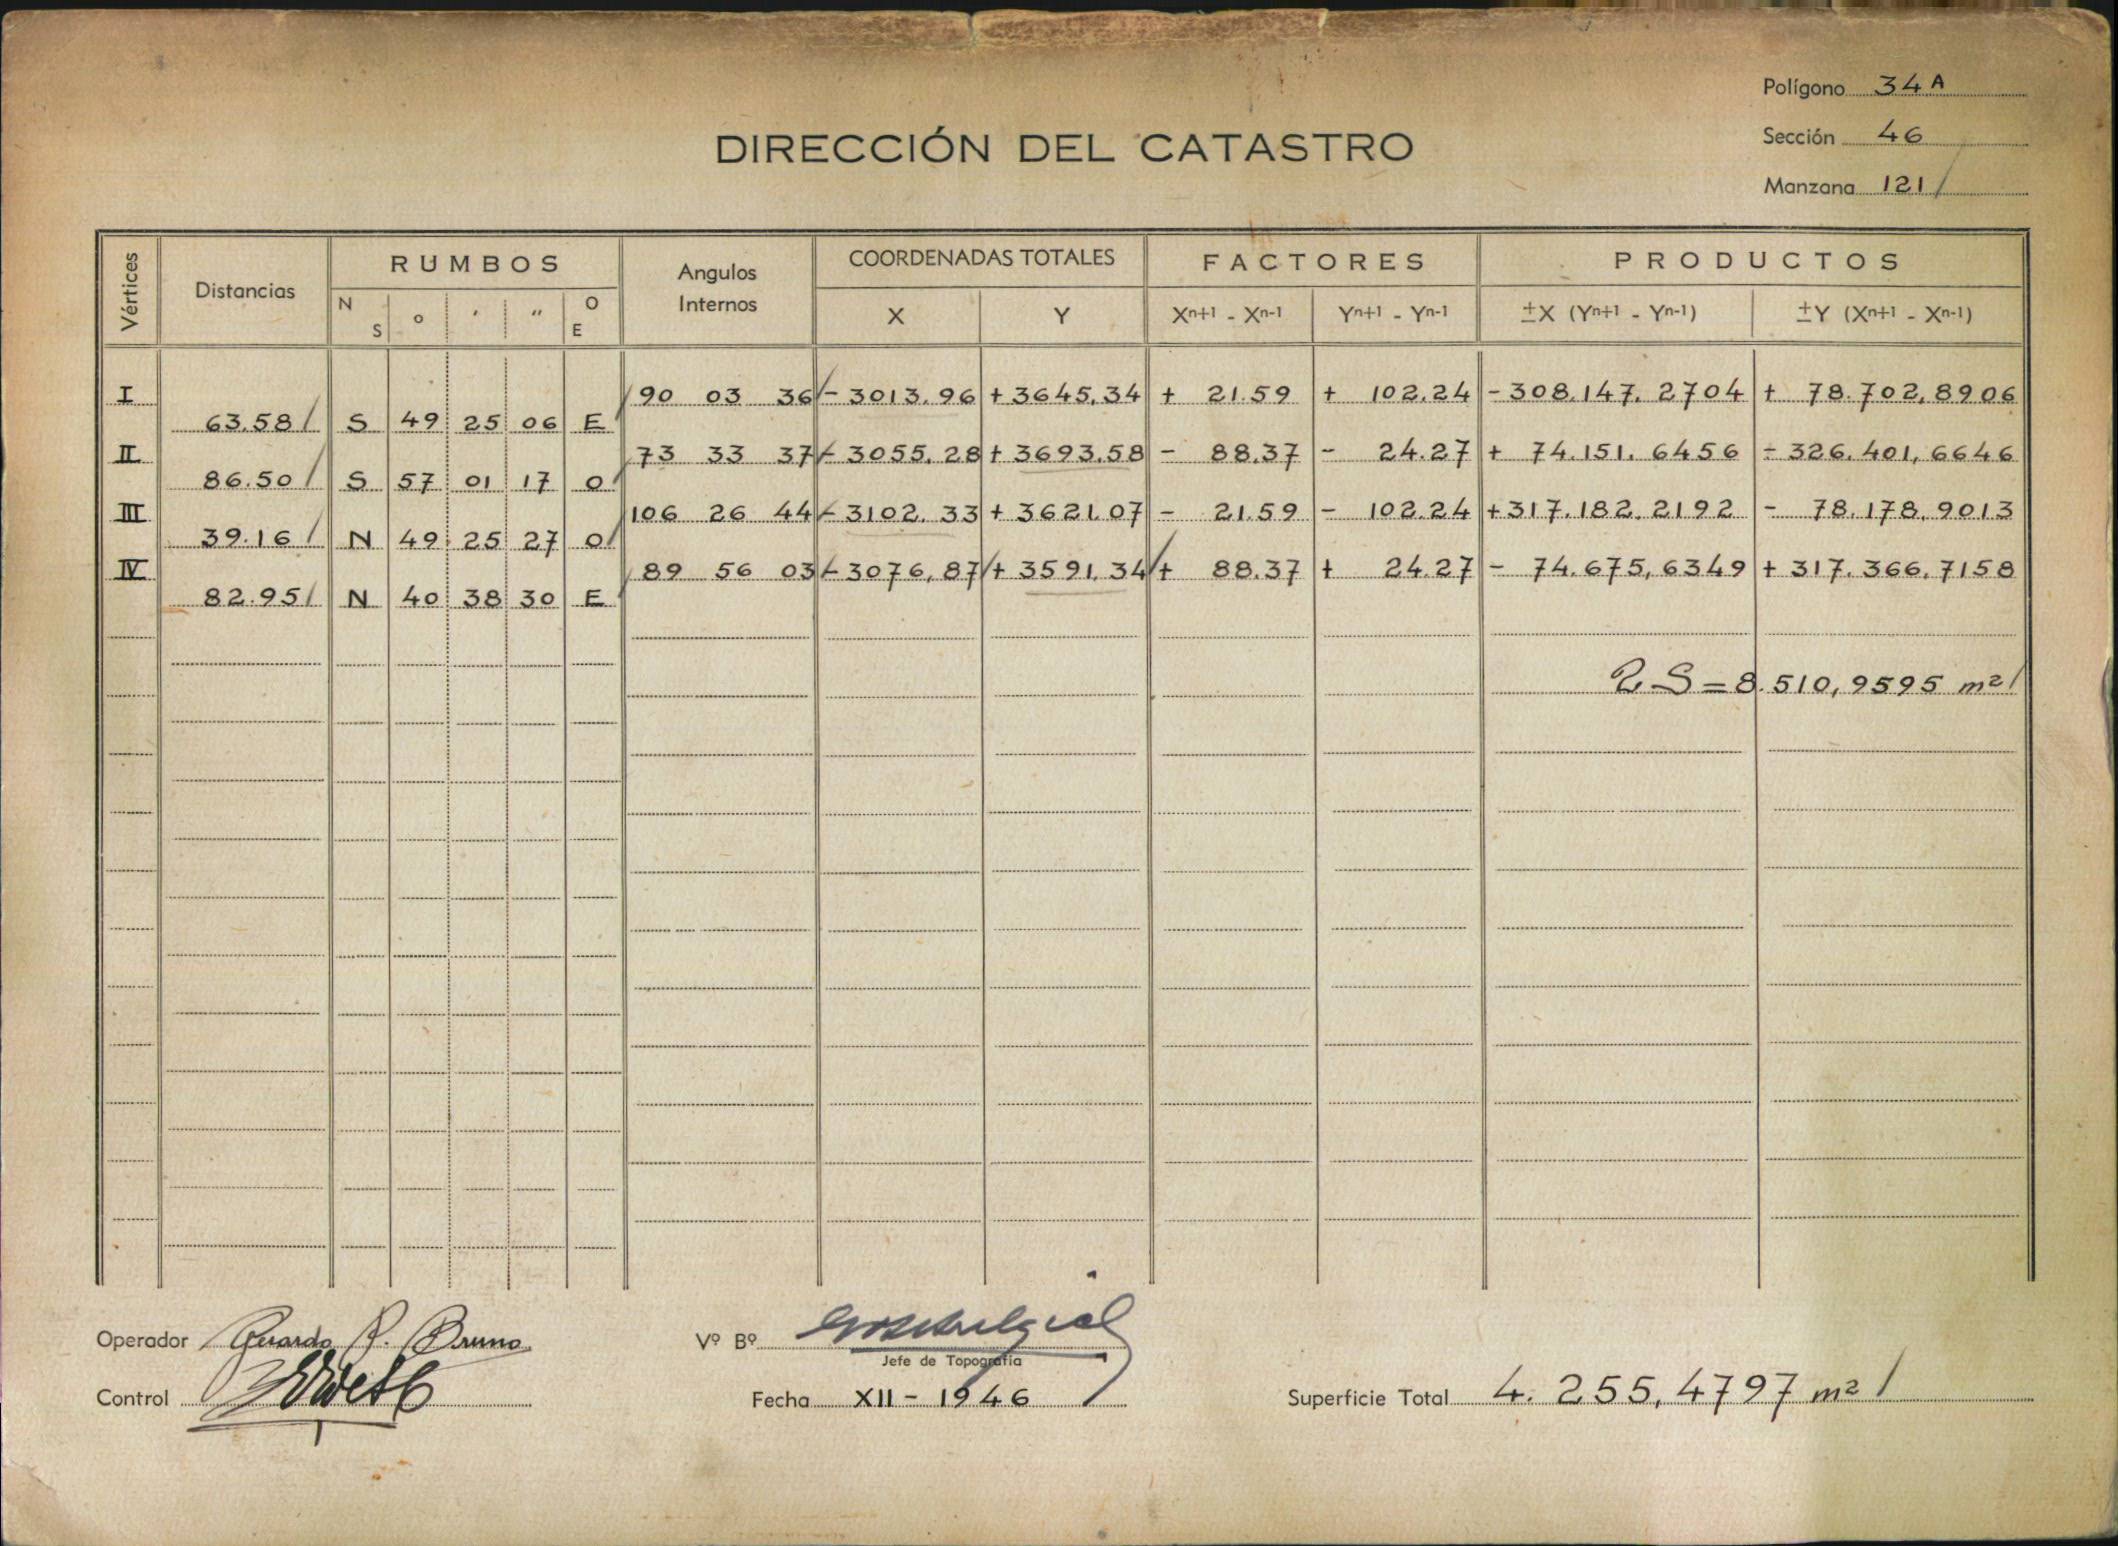 Polígono 34 A
DIRECCIÓN DEL CATASTRO
Sección 46
Manzana 121
Vértices Distancias RUMBOS Angulos Internos COORDENADAS TOTALES FACTORES PRODUCTOS
N S ° ' " O E X Y Xn+1 - Xn-1 Yn+1 - Yn-1 ±X (Yn+1 - Yn-1) ±Y (Xn+1 - Xn-1)
I 90 03 36 - 3013.96 + 3645,34 + 21.59 + 102.24 - 308.147,2704 + 78.702,8906
63.58 S 49 25 06 E
II 73 33 37 - 3055,28 + 3693.58 - 88.37 - 24.27 + 74.151.6456 - 326.401,6646
86.50 S 57 01 17 O
III 106 26 44 - 3102.33 + 3621.07 - 21.59 - 102.24 + 317.182.2192 - 78.178,9013
39.16 N 49 25 27 O
IV 89 56 03 - 3076,87 + 3591,34 + 88.37 + 24.27 - 74.675,6349 + 317.366,7158
82.95 N 40 38 30 E
2 S = 8.510,9595 m²
Operador Gerardo R. Bruno
Vº Bº
Jefe de Topografía
Control
Fecha XII - 1946
Superficie Total 4.255,4797 m²